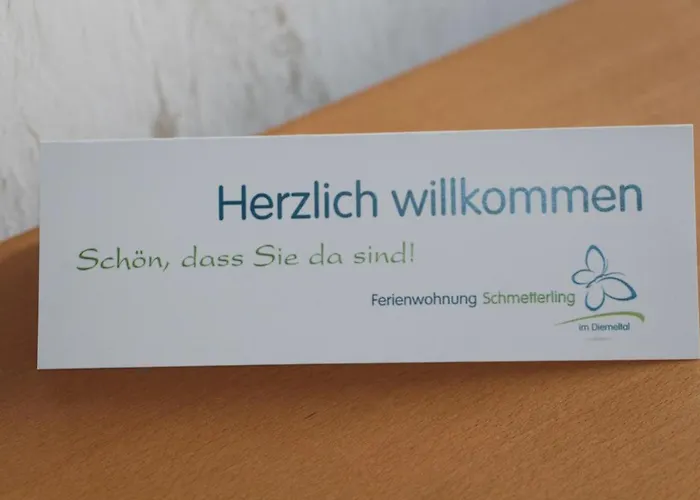 Herzlich willkommen
Schön, dass Sie da sind!
Ferienwohnung Schmetterling
im Diemeltal